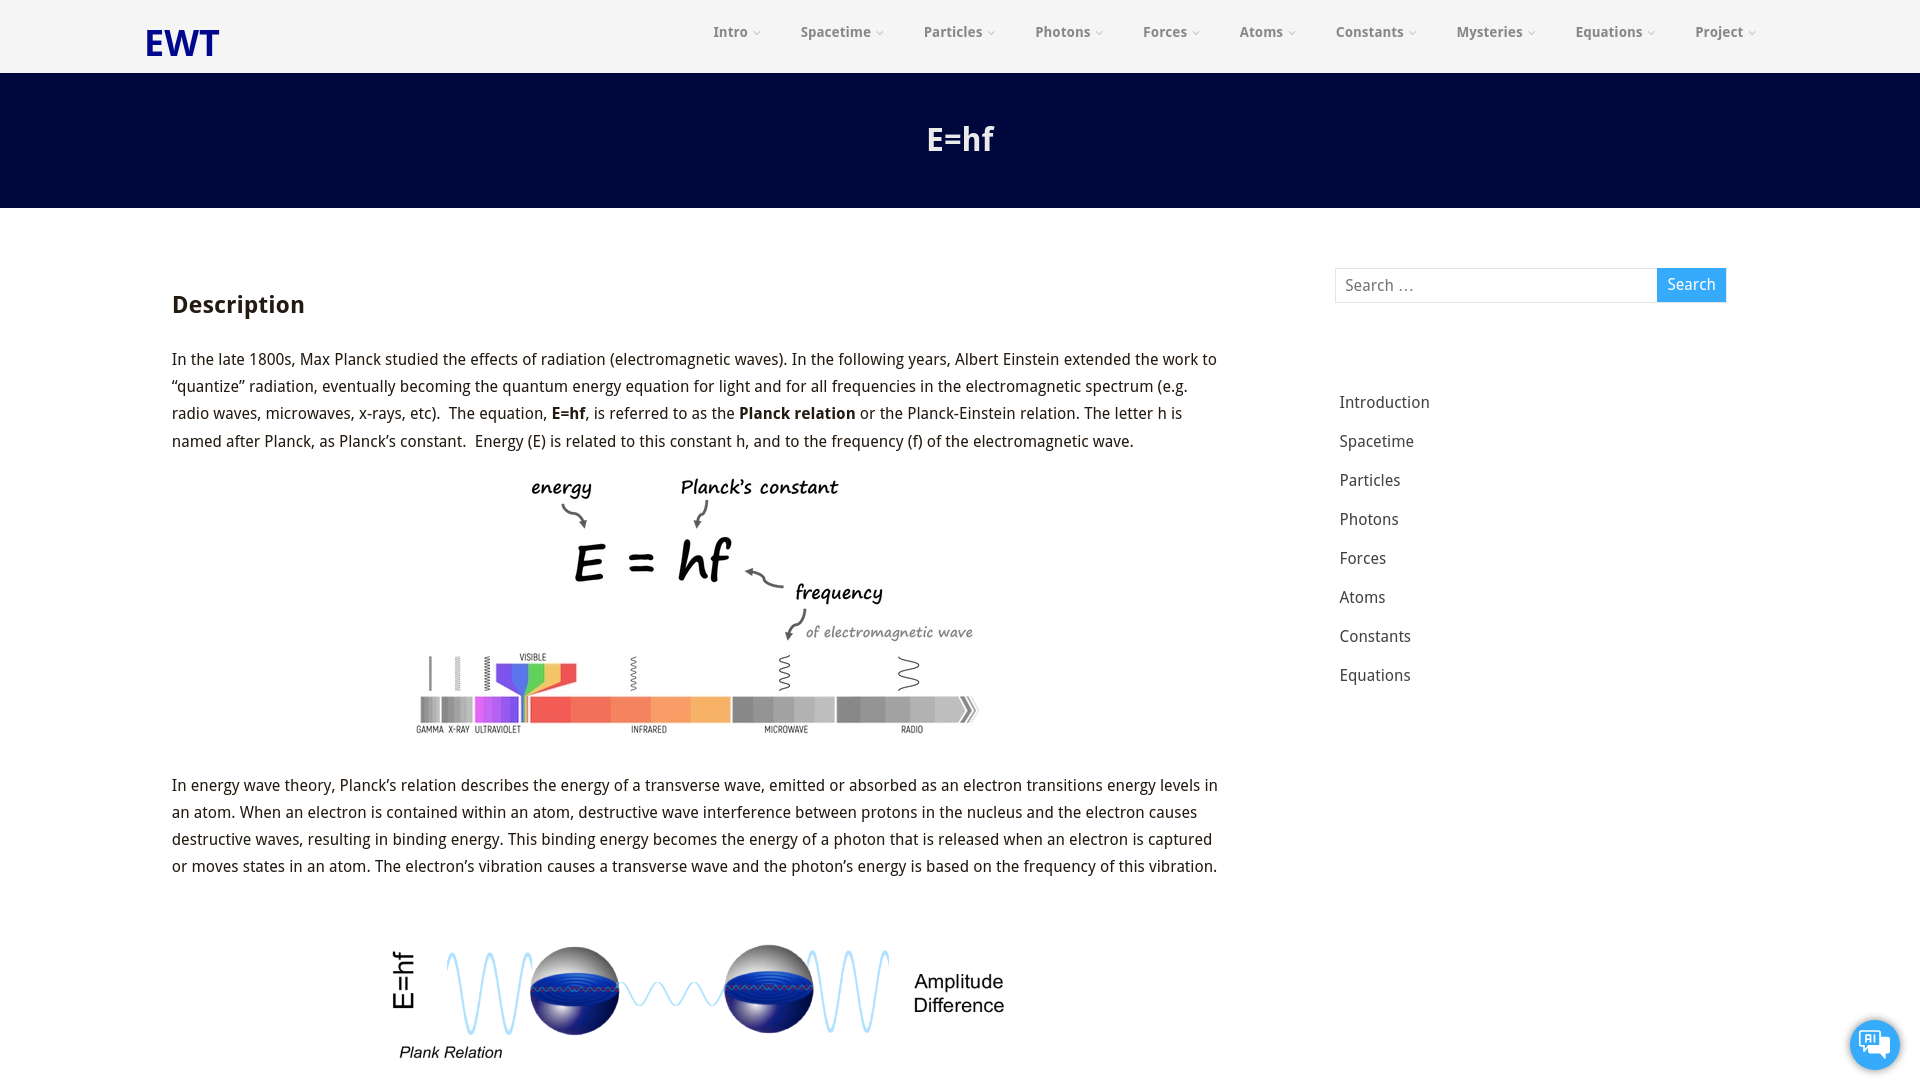 EWT
Intro
Spacetime
Particles
Photons
Forces
Atoms
Constants
Mysteries
Equations
Project
E=hf
Description
In the late 1800s, Max Planck studied the effects of radiation (electromagnetic waves). In the following years, Albert Einstein extended the work to
“quantize” radiation, eventually becoming the quantum energy equation for light and for all frequencies in the electromagnetic spectrum (e.g.
radio waves, microwaves, x-rays, etc).  The equation, E=hf, is referred to as the Planck relation or the Planck-Einstein relation. The letter h is
named after Planck, as Planck’s constant.  Energy (E) is related to this constant h, and to the frequency (f) of the electromagnetic wave.
energy
Planck's constant
E = hf
frequency
of electromagnetic wave
VISIBLE
GAMMA
X-RAY
ULTRAVIOLET
INFRARED
MICROWAVE
RADIO
In energy wave theory, Planck’s relation describes the energy of a transverse wave, emitted or absorbed as an electron transitions energy levels in
an atom. When an electron is contained within an atom, destructive wave interference between protons in the nucleus and the electron causes
destructive waves, resulting in binding energy. This binding energy becomes the energy of a photon that is released when an electron is captured
or moves states in an atom. The electron’s vibration causes a transverse wave and the photon’s energy is based on the frequency of this vibration.
E=hf
Amplitude
Difference
Plank Relation
Search …
Search
Introduction
Spacetime
Particles
Photons
Forces
Atoms
Constants
Equations
AI